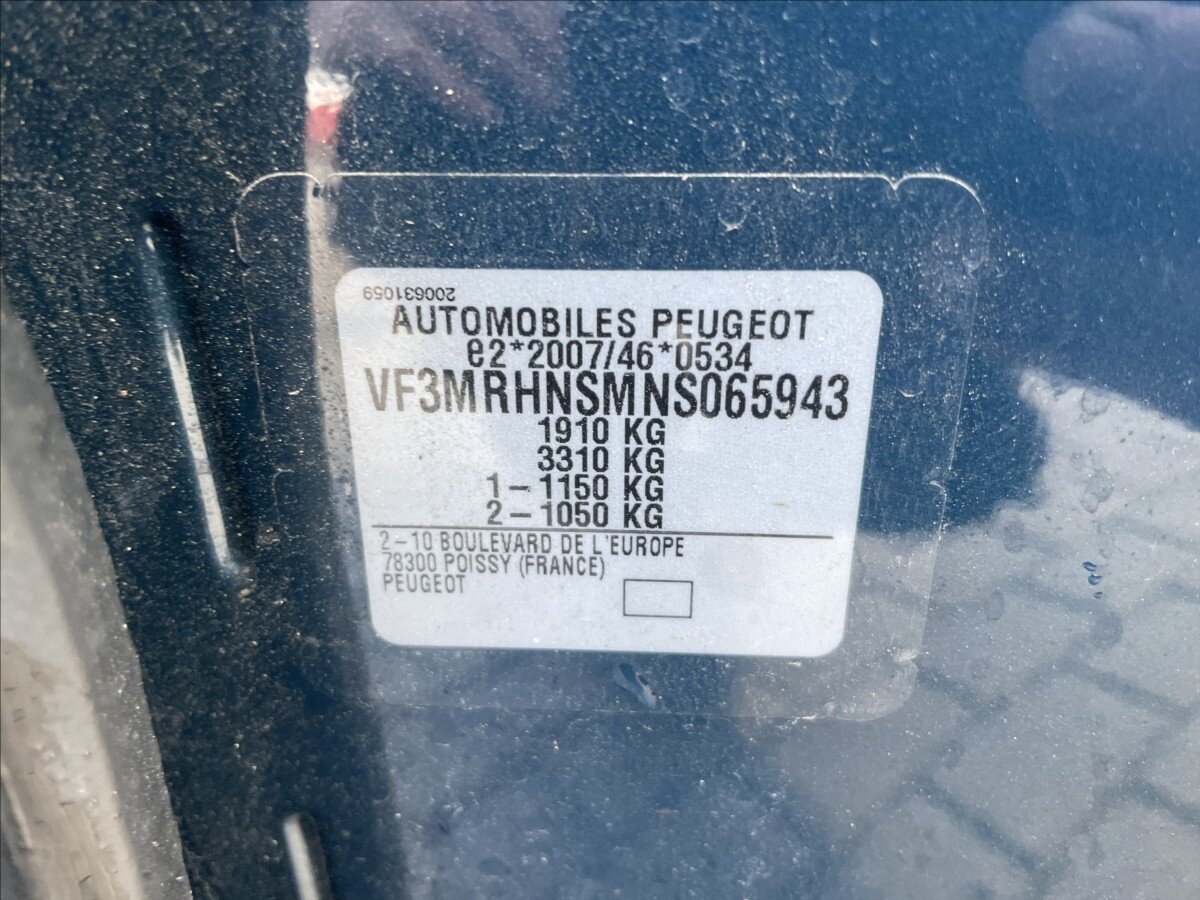 200631059
AUTOMOBILES PEUGEOT
e2*2007/46*0534
VF3MRHNSMNS065943
1910 KG
3310 KG
1-1150 KG
2-1050 KG
2-10 BOULEVARD DE L'EUROPE
78300 POISSY (FRANCE)
PEUGEOT